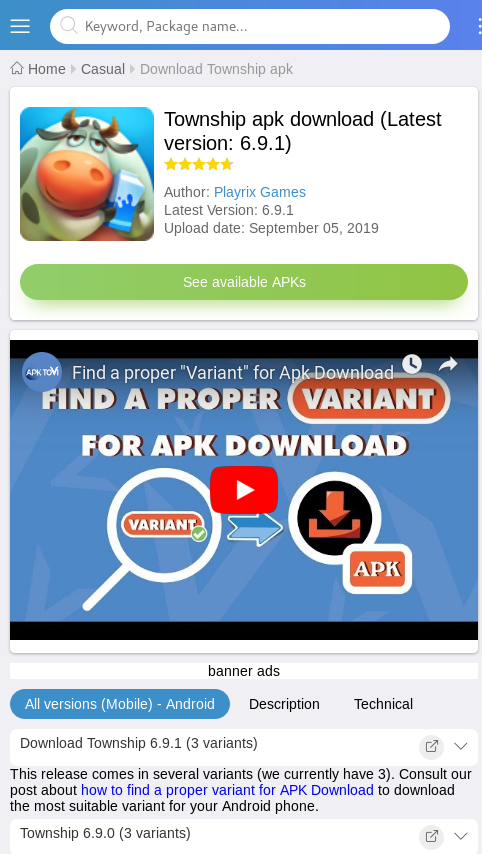 Keyword, Package name...
Home Casual Download Township apk
Township apk download (Latest
version: 6.9.1)
Author: Playrix Games
Latest Version: 6.9.1
Upload date: September 05, 2019
See available APKs
Find a proper "Variant" for Apk Download
FIND A PROPER VARIANT
FOR APK DOWNLOAD
VARIANT
APK
banner ads
All versions (Mobile) - Android Description Technical
Download Township 6.9.1 (3 variants)
This release comes in several variants (we currently have 3). Consult our
post about how to find a proper variant for APK Download to download
the most suitable variant for your Android phone.
Township 6.9.0 (3 variants)